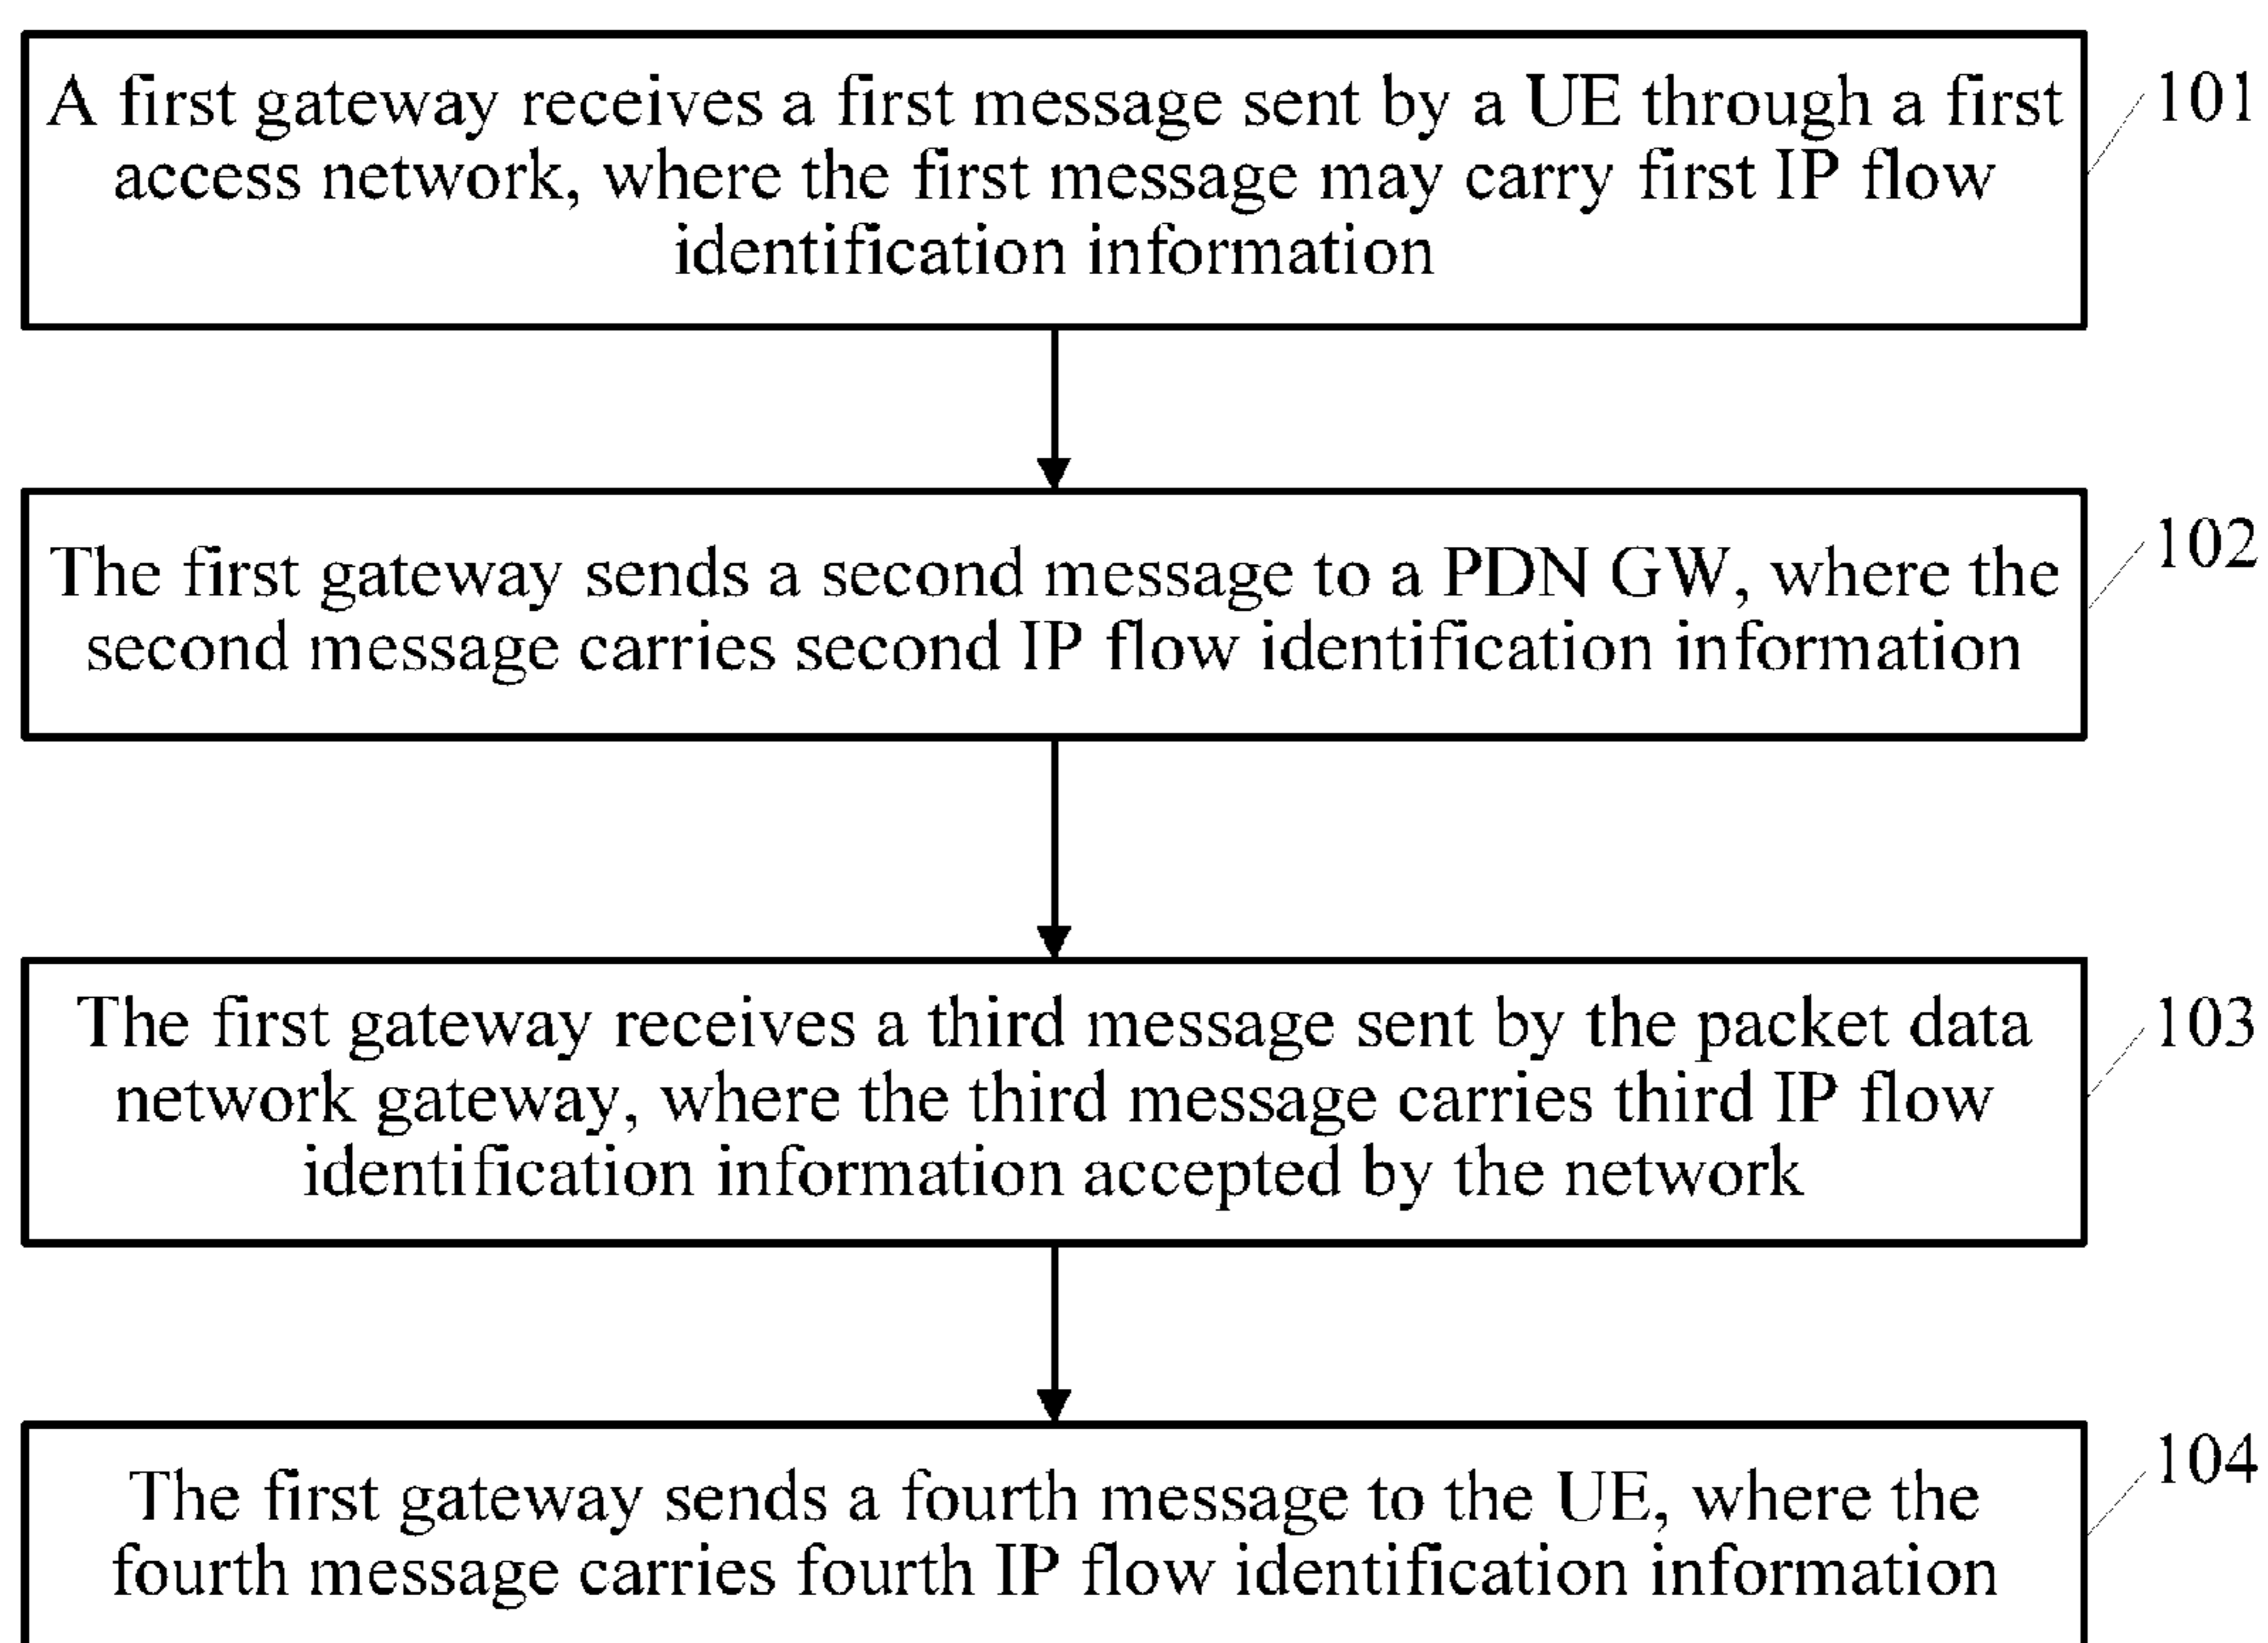 A first gateway receives a first message sent by a UE through a first
access network, where the first message may carry first IP flow
identification information
101
The first gateway sends a second message to a PDN GW, where the
second message carries second IP flow identification information
102
The first gateway receives a third message sent by the packet data
network gateway, where the third message carries third IP flow
identification information accepted by the network
103
The first gateway sends a fourth message to the UE, where the
fourth message carries fourth IP flow identification information
104